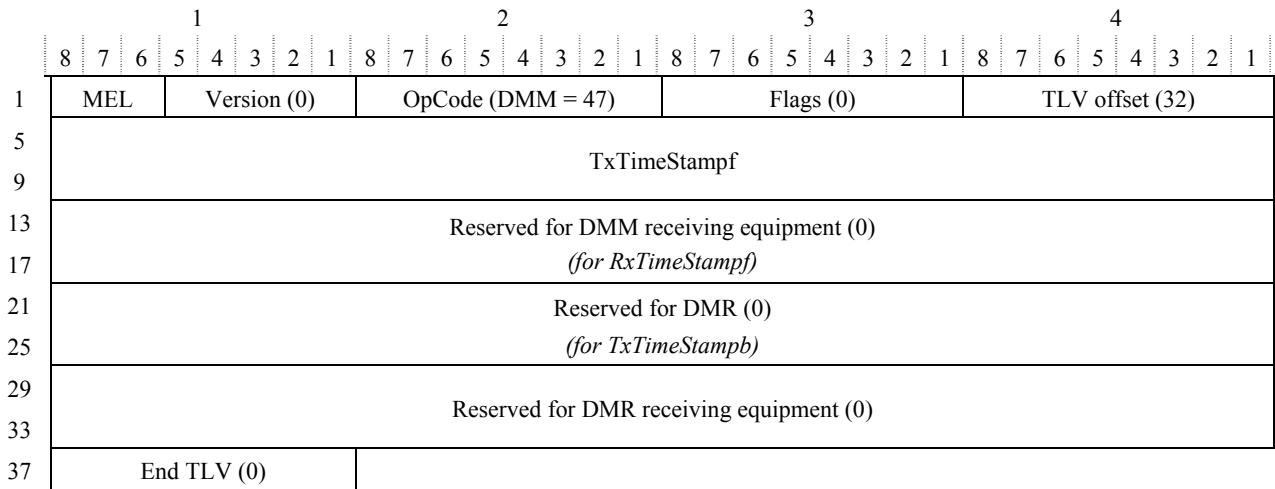 1 2 3 4
8 7 6 5 4 3 2 1 8 7 6 5 4 3 2 1 8 7 6 5 4 3 2 1 8 7 6 5 4 3 2 1
1 MEL Version (0) OpCode (DMM = 47) Flags (0) TLV offset (32)
5
TxTimeStampf
9
13 Reserved for DMM receiving equipment (0)
17 (for RxTimeStampf)
21 Reserved for DMR (0)
25 (for TxTimeStampb)
29
Reserved for DMR receiving equipment (0)
33
37 End TLV (0)